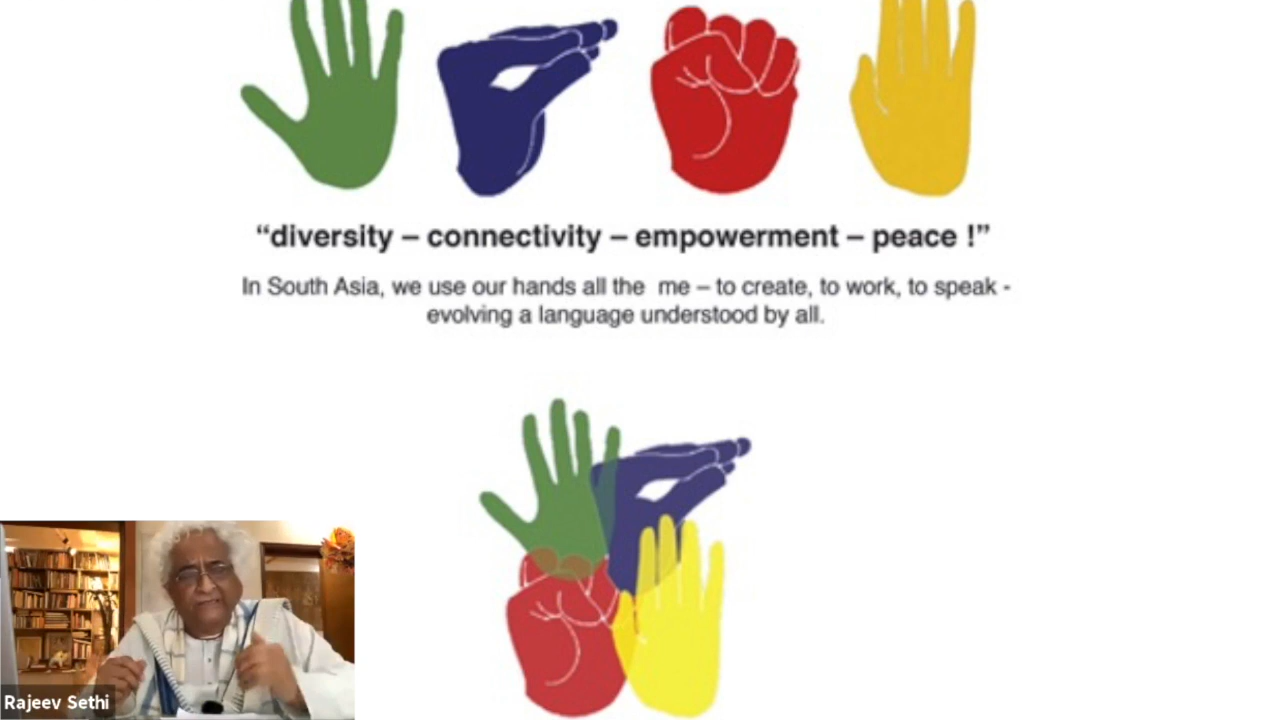 “diversity – connectivity – empowerment – peace !”
In South Asia, we use our hands all the me – to create, to work, to speak -
evolving a language understood by all.
Rajeev Sethi